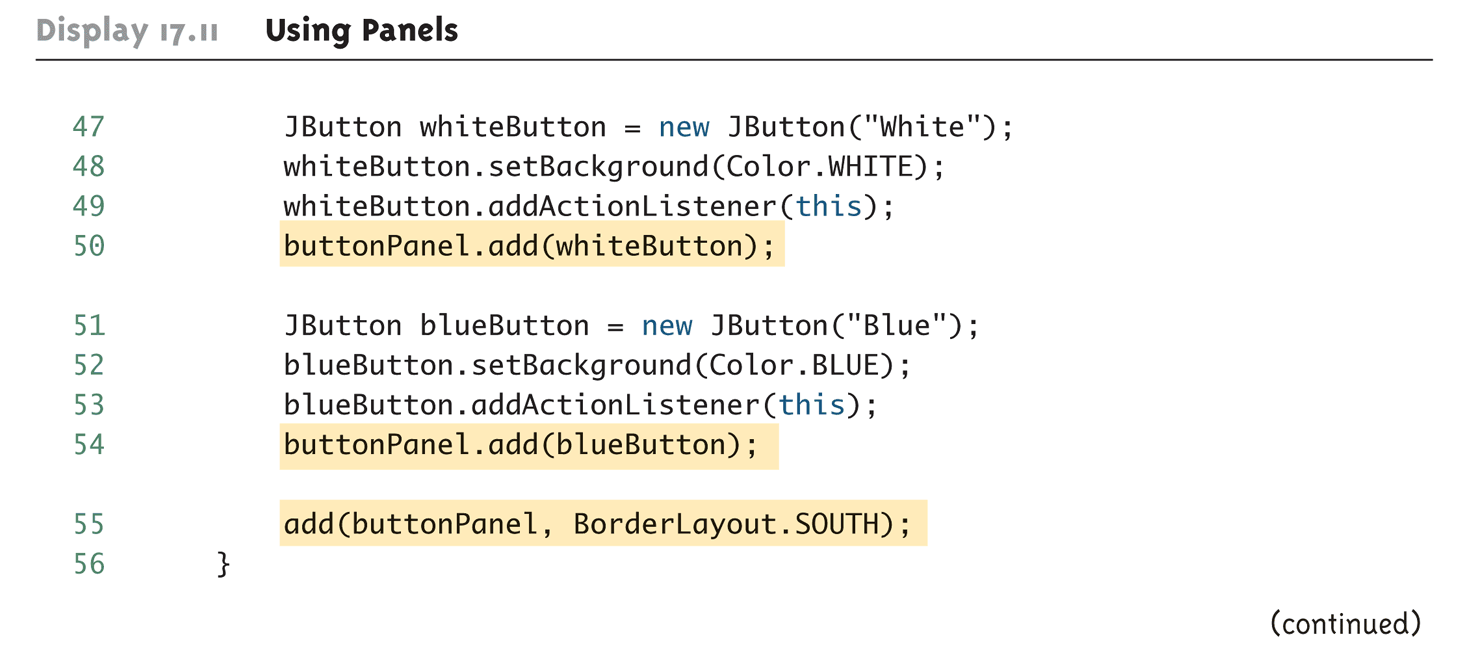 Display 17.11 Using Panels
47 JButton whiteButton = new JButton("White");
48 whiteButton.setBackground(Color.WHITE);
49 whiteButton.addActionListener(this);
50 buttonPanel.add(whiteButton);
51 JButton blueButton = new JButton("Blue");
52 blueButton.setBackground(Color.BLUE);
53 blueButton.addActionListener(this);
54 buttonPanel.add(blueButton);
55 add(buttonPanel, BorderLayout.SOUTH);
56 }
(continued)